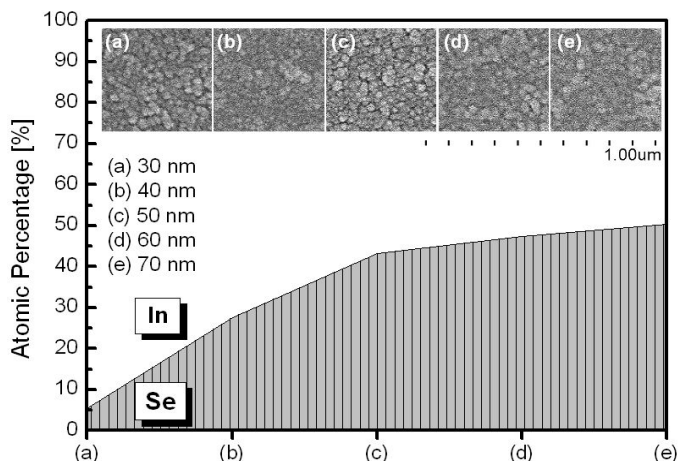 Atomic Percentage [%]
100
90
80
70
60
50
40
30
20
10
0
(a) (b) (c) (d) (e)
1.00um
(a) 30 nm
(b) 40 nm
(c) 50 nm
(d) 60 nm
(e) 70 nm
In
Se
(a) (b) (c) (d) (e)